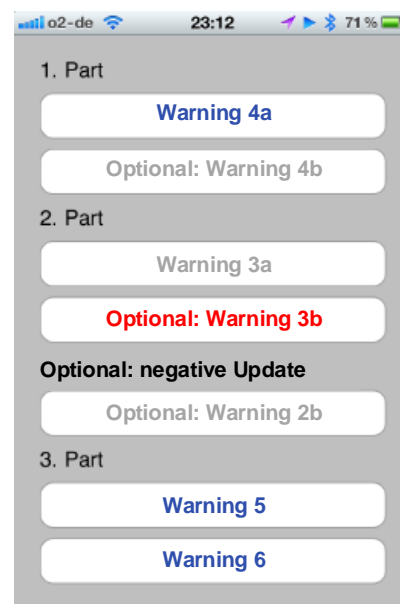 o2-de 23:12 71 %
1. Part
Warning 4a
Optional: Warning 4b
2. Part
Warning 3a
Optional: Warning 3b
Optional: negative Update
Optional: Warning 2b
3. Part
Warning 5
Warning 6